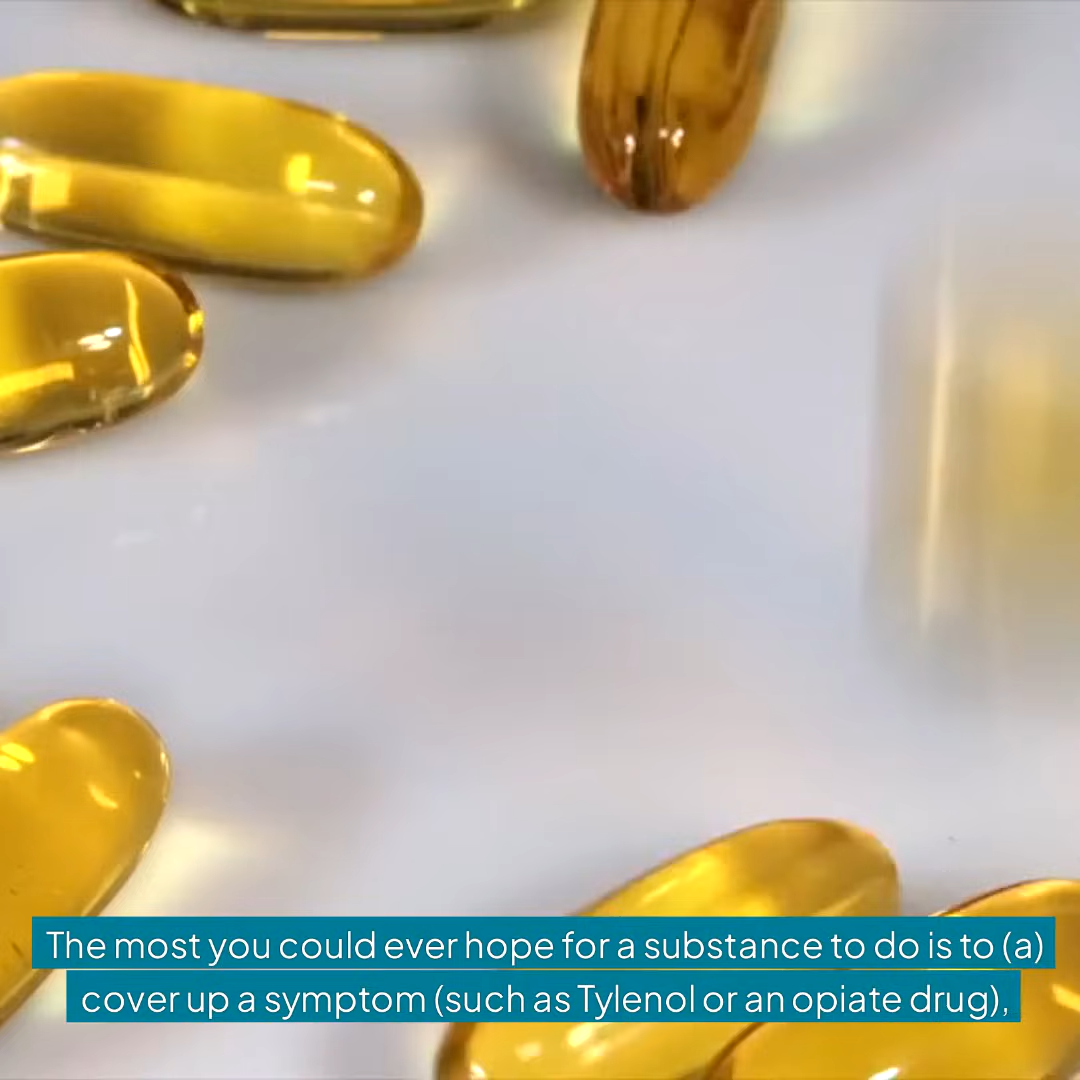 The most you could ever hope for a substance to do is to (a)
cover up a symptom (such as Tylenol or an opiate drug),